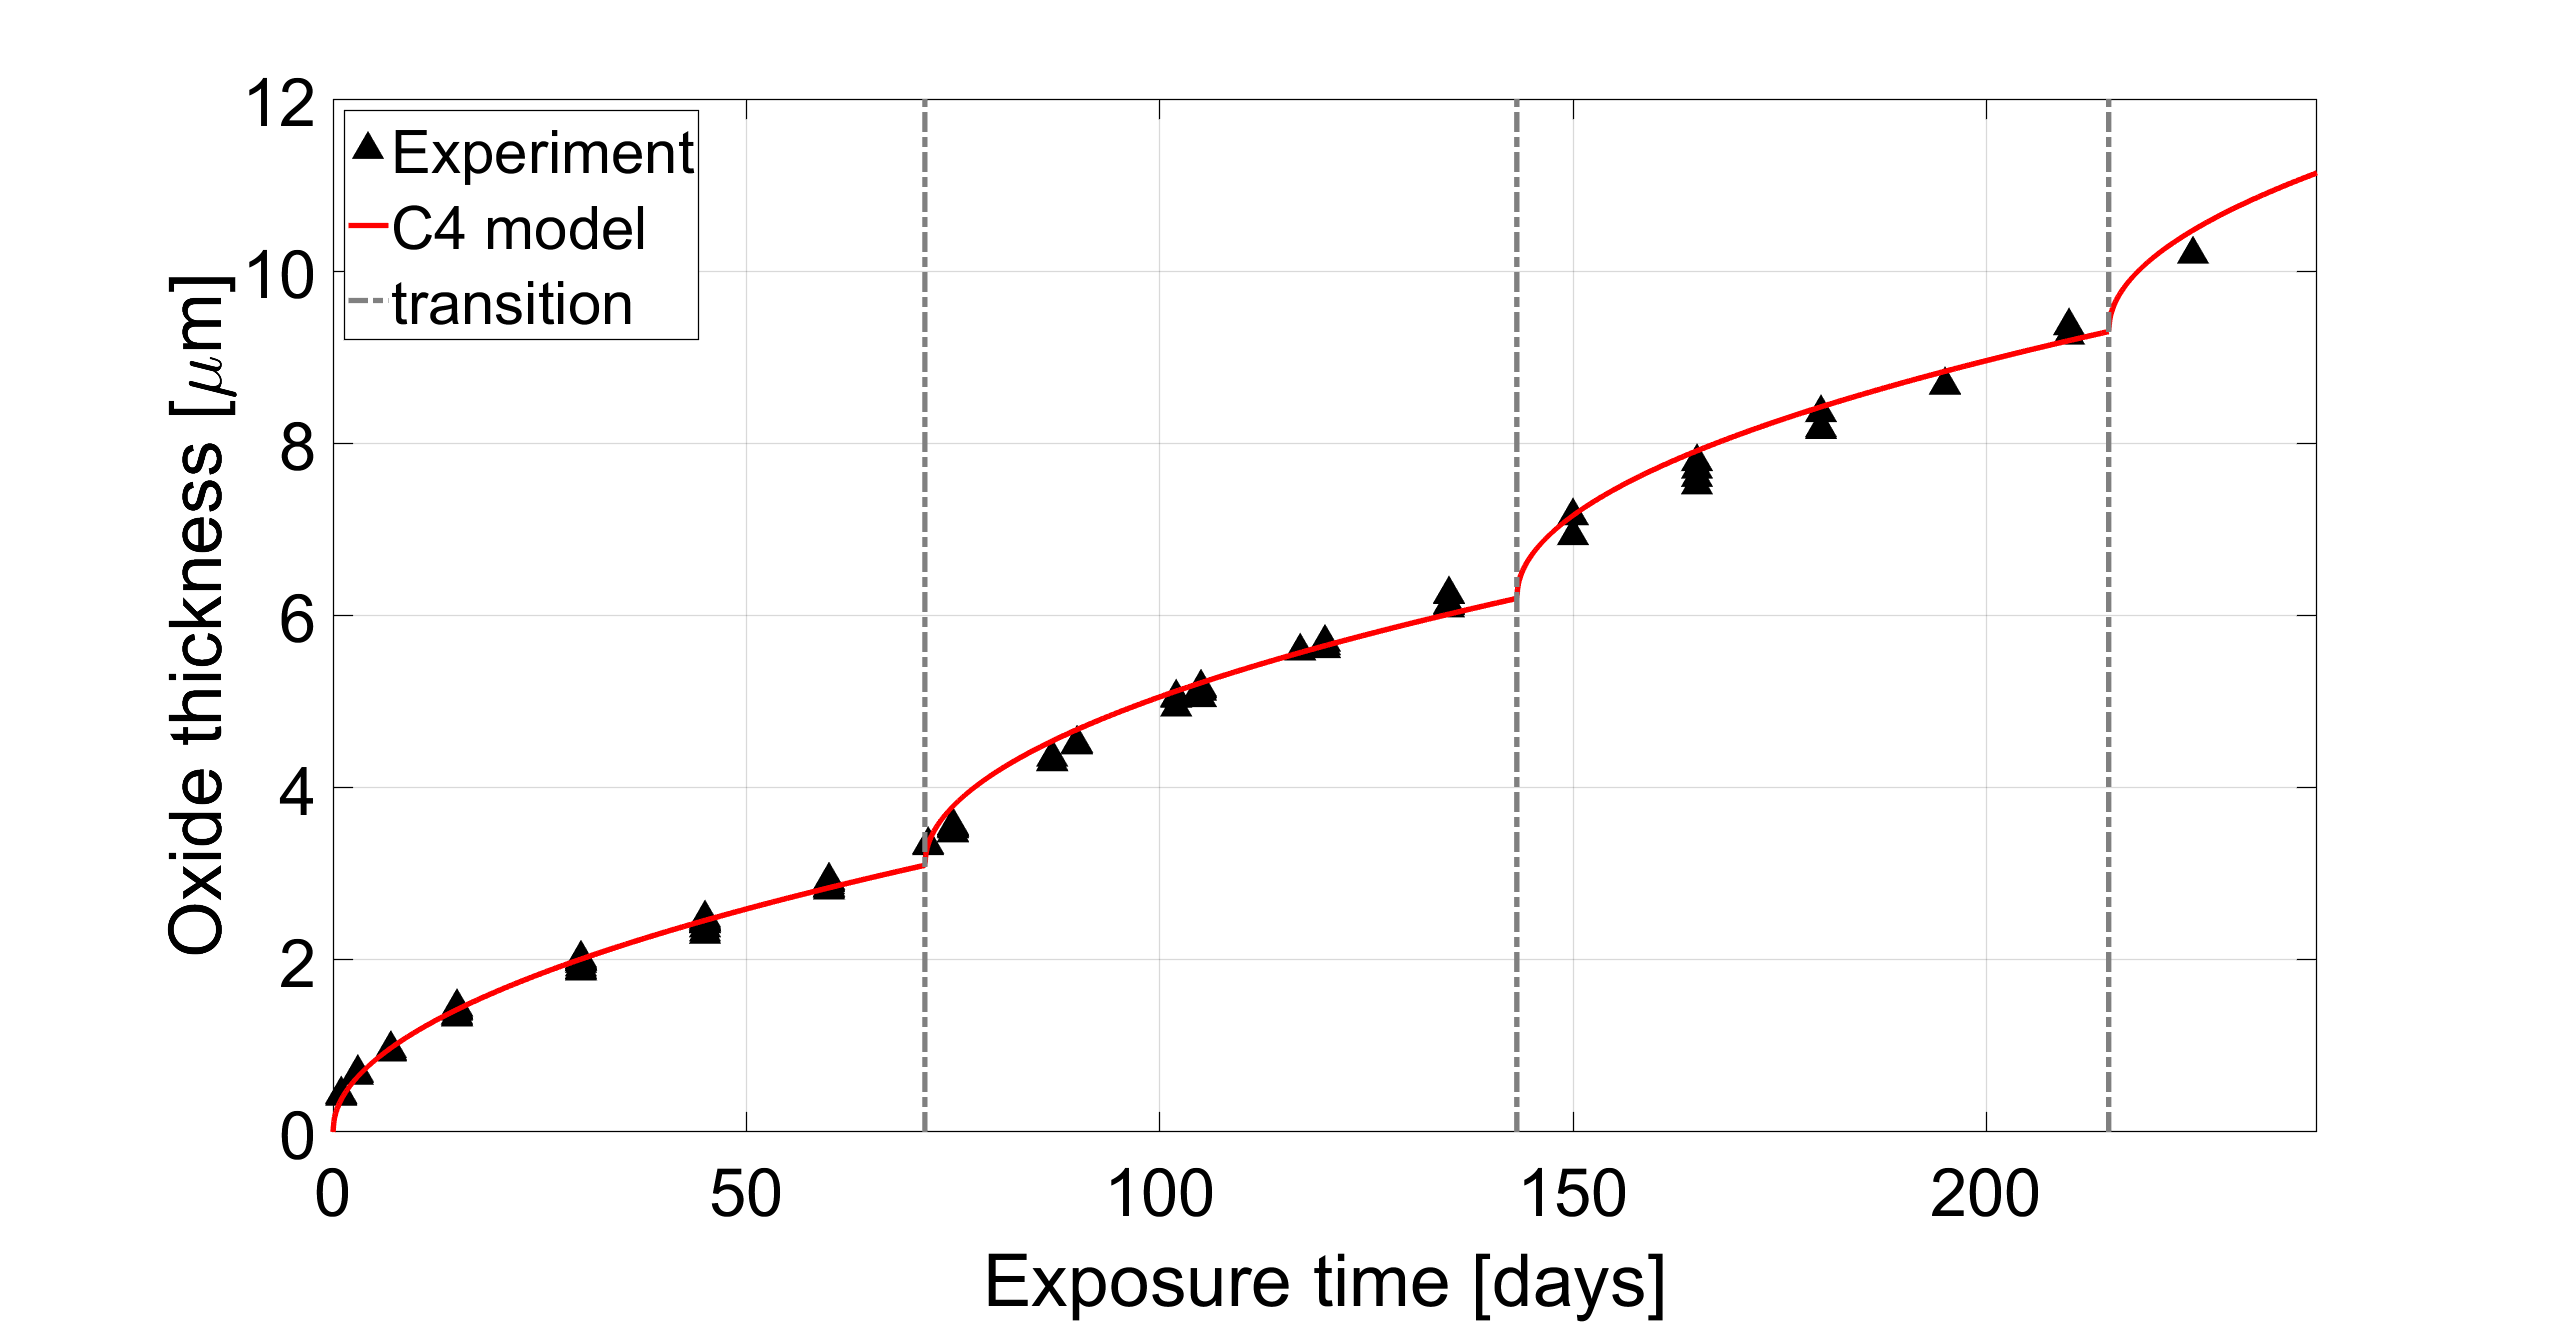 12
10
8
6
4
2
0
Oxide thickness [μm]
Experiment
C4 model
transition
0 50 100 150 200
Exposure time [days]